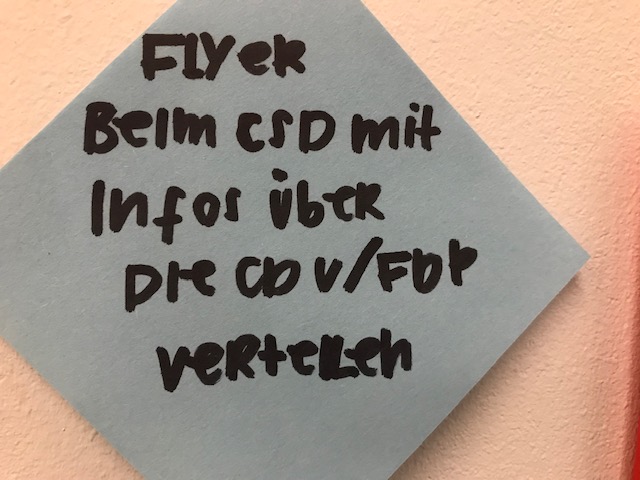 Flyer
Beim CSD mit
Infos über
Die CDU/FDP
verteilen